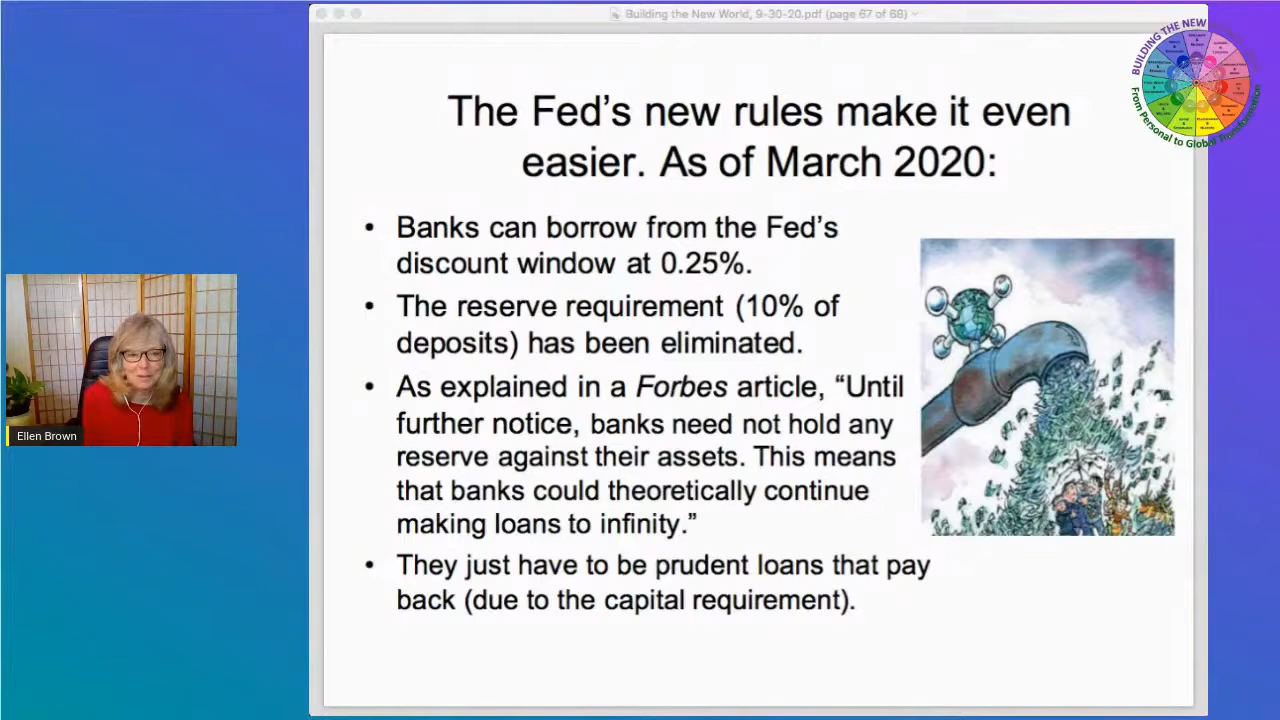 Building the New World, 9-30-20.pdf (page 67 of 68)
BUILDING THE NEW
From Personal to Global Transformation
The Fed’s new rules make it even
easier. As of March 2020:
• Banks can borrow from the Fed’s
discount window at 0.25%.
• The reserve requirement (10% of
deposits) has been eliminated.
• As explained in a Forbes article, “Until
further notice, banks need not hold any
reserve against their assets. This means
that banks could theoretically continue
making loans to infinity.”
• They just have to be prudent loans that pay
back (due to the capital requirement).
Ellen Brown